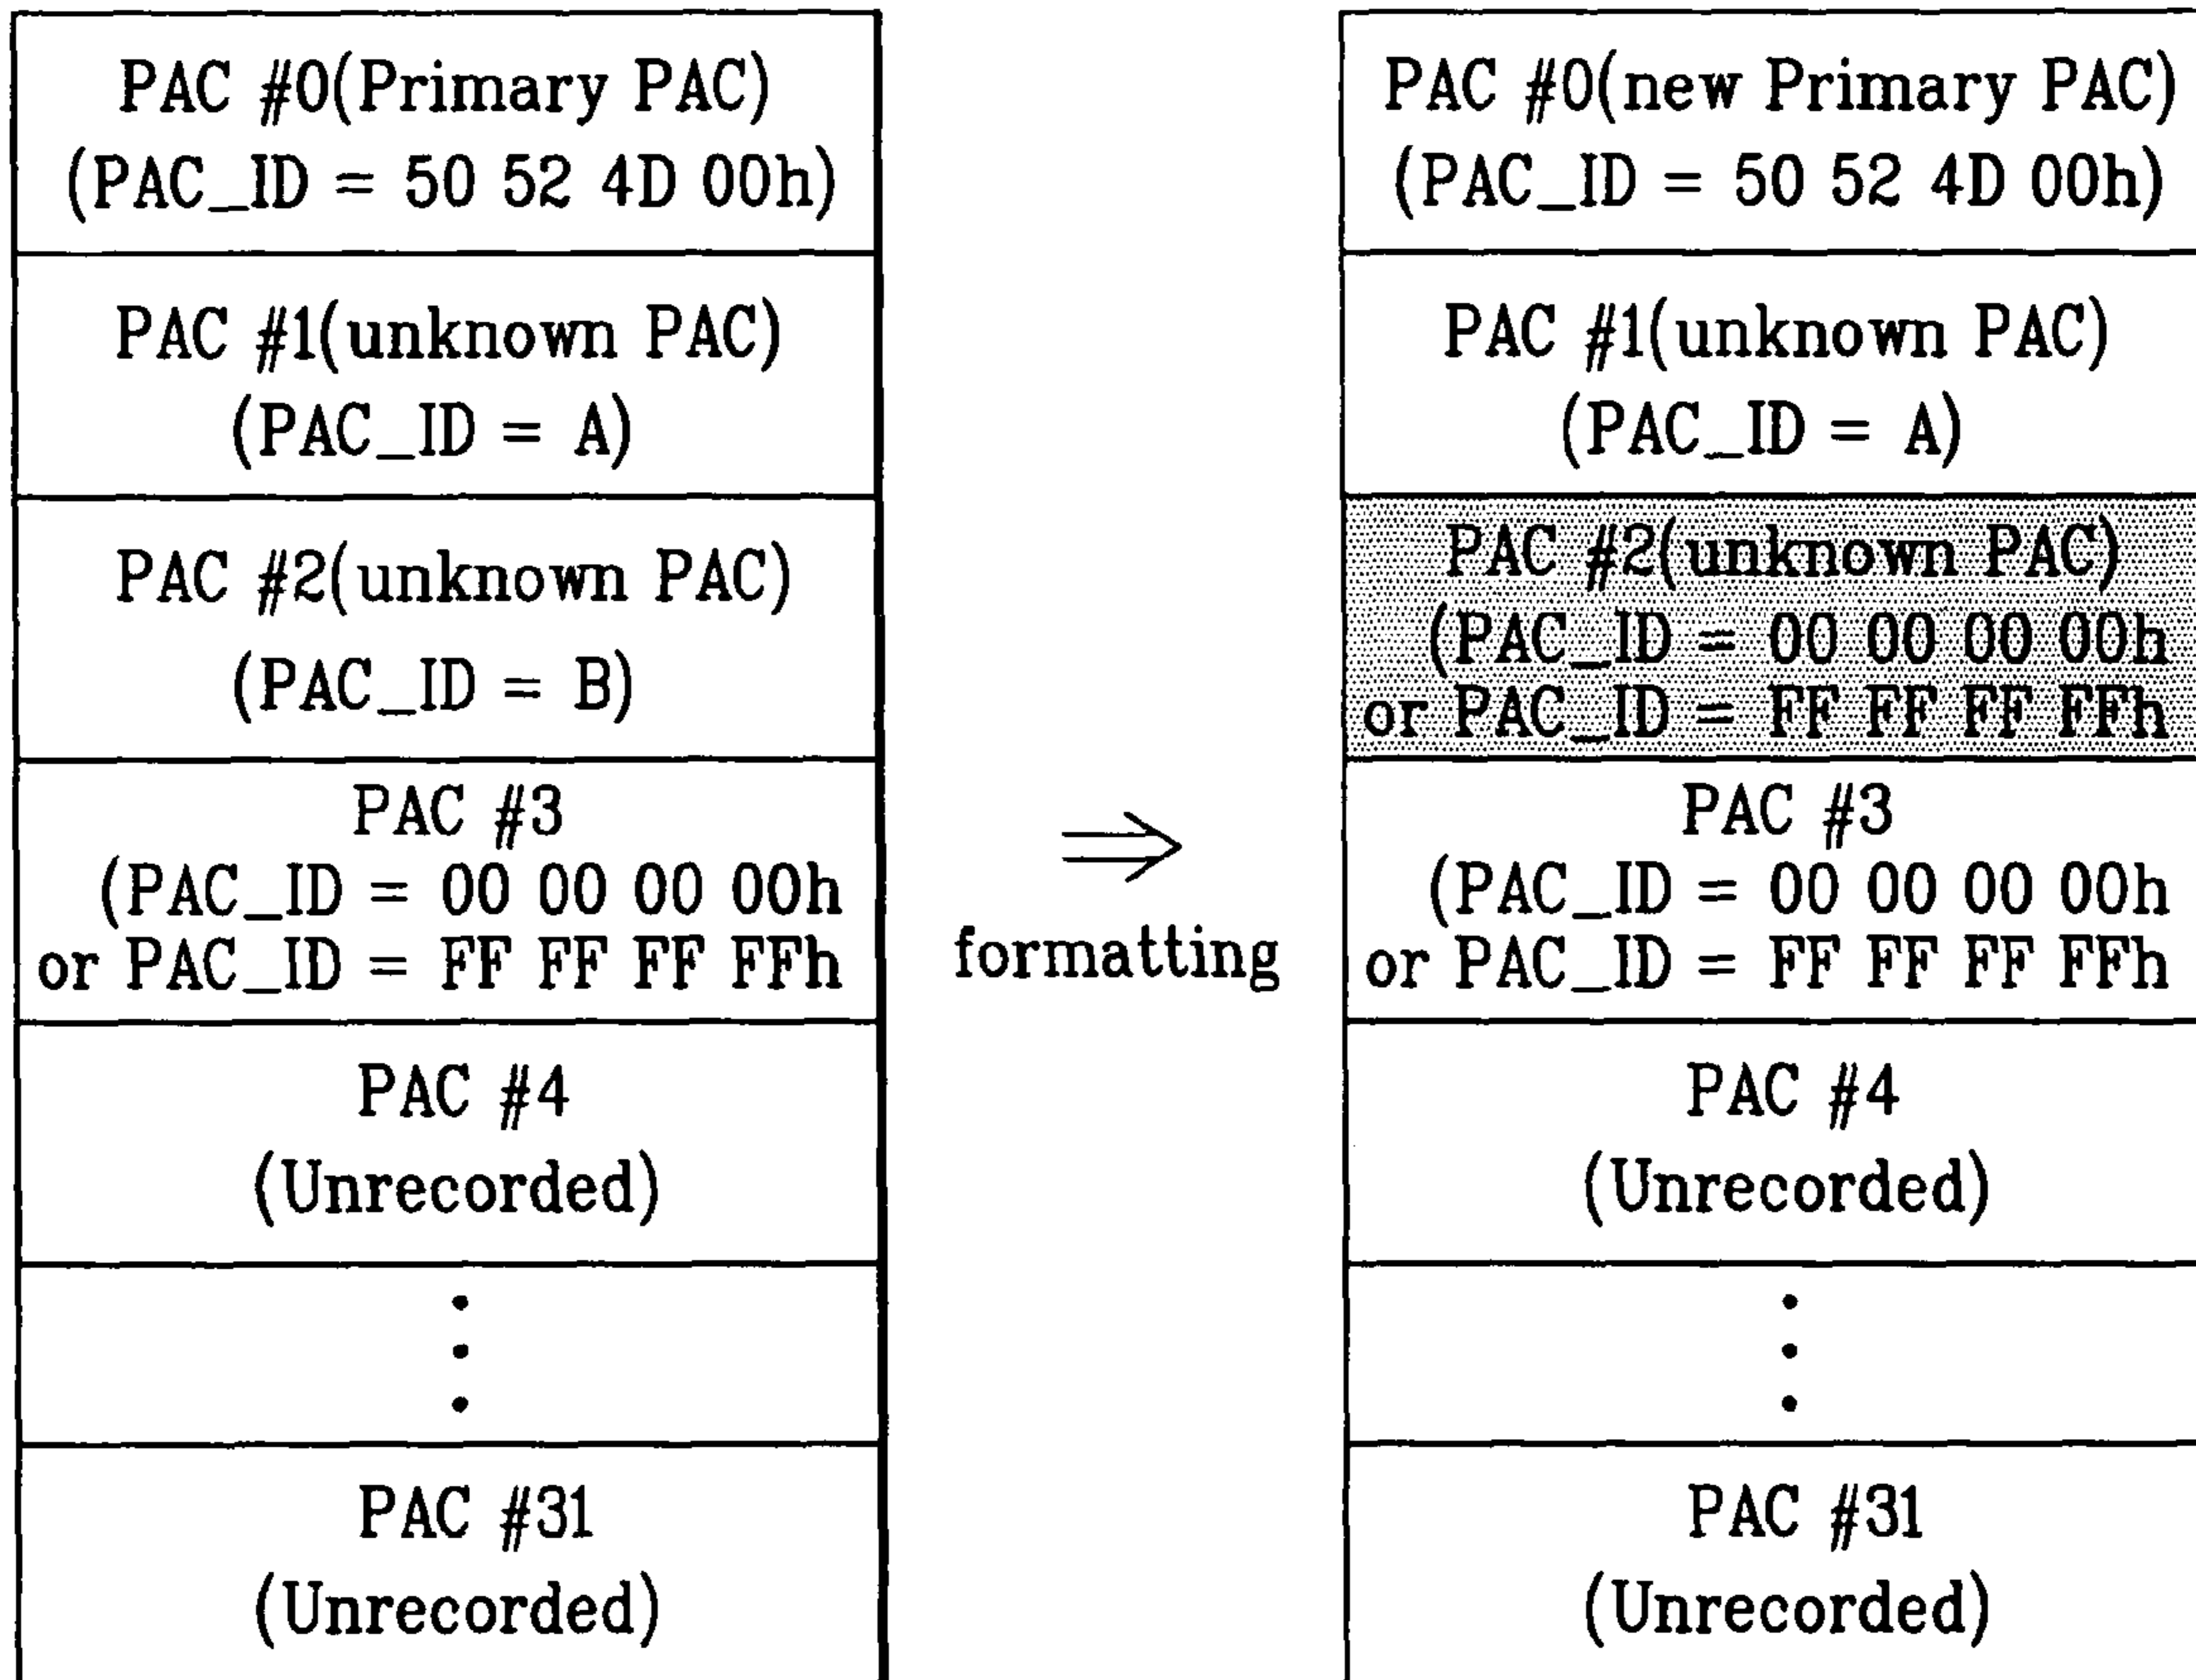 PAC #0(Primary PAC)
(PAC_ID = 50 52 4D 00h)
PAC #1(unknown PAC)
(PAC_ID = A)
PAC #2(unknown PAC)
(PAC_ID = B)
PAC #3
(PAC_ID = 00 00 00 00h
or PAC_ID = FF FF FF FFh
PAC #4
(Unrecorded)
PAC #31
(Unrecorded)
formatting
PAC #0(new Primary PAC)
(PAC_ID = 50 52 4D 00h)
PAC #1(unknown PAC)
(PAC_ID = A)
PAC #2(unknown PAC)
(PAC_ID = 00 00 00 00h
or PAC_ID = FF FF FF FFh
PAC #3
(PAC_ID = 00 00 00 00h
or PAC_ID = FF FF FF FFh
PAC #4
(Unrecorded)
PAC #31
(Unrecorded)